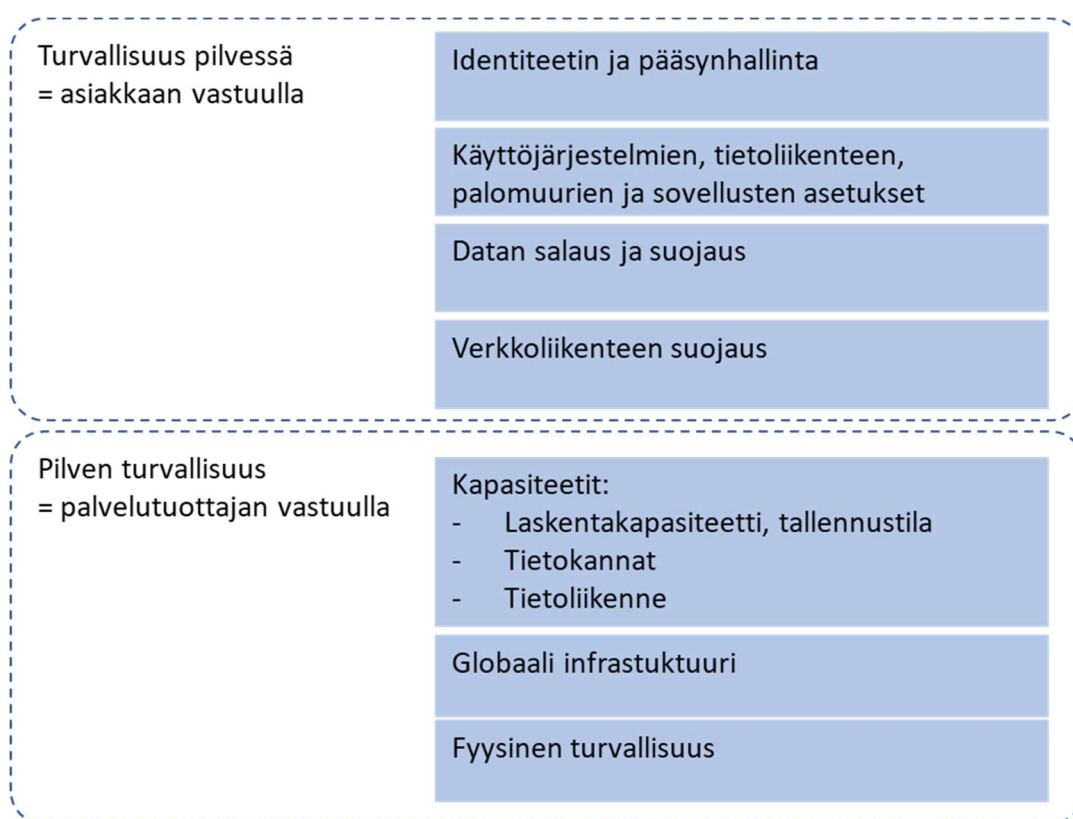 Turvallisuus pilvessä
= asiakkaan vastuulla
Identiteetin ja pääsynhallinta
Käyttöjärjestelmien, tietoliikenteen,
palomuurien ja sovellusten asetukset
Datan salaus ja suojaus
Verkkoliikenteen suojaus
Pilven turvallisuus
= palvelutuottajan vastuulla
Kapasiteetit:
- Laskentakapasiteetti, tallennustila
- Tietokannat
- Tietoliikenne
Globaali infrastuktuuri
Fyysinen turvallisuus